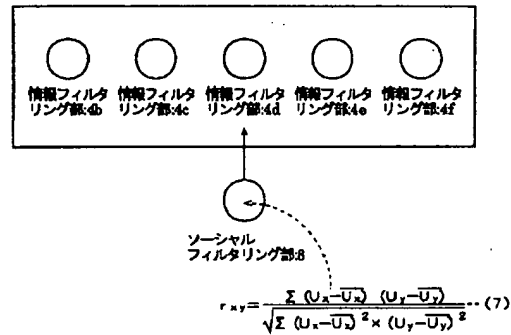 情報フィルタ 情報フィルタ 情報フィルタ 情報フィルタ 情報フィルタ
リング部:4b リング部:4c リング部:4d リング部:4e リング部:4f
ソーシャル
フィルタリング部:8
r xy = Σ (Ux−U̅x̅) (Uy−U̅y̅) / √Σ (Ux−U̅x̅)² × (Uy−U̅y̅)² -- (7)